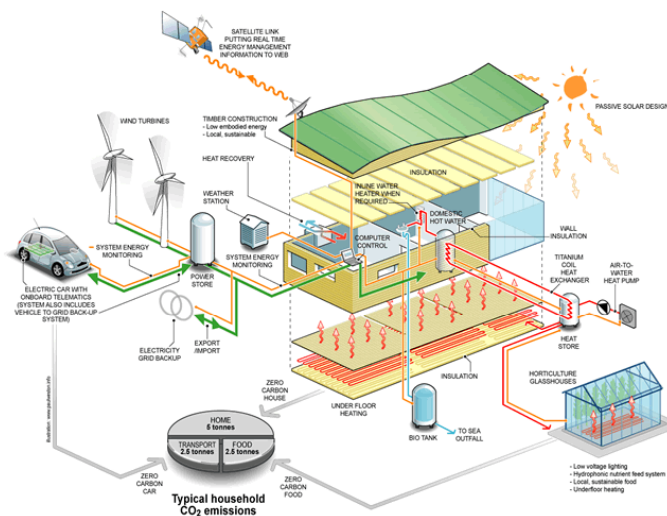 SATELLITE LINK
PUTTING REAL TIME
ENERGY MANAGEMENT
INFORMATION TO WEB
WIND TURBINES
TIMBER CONSTRUCTION
- Low embodied energy
- Local, sustainable
PASSIVE SOLAR DESIGN
HEAT RECOVERY
INSULATION
WEATHER
STATION
INLINE WATER
HEATER WHEN
REQUIRED
DOMESTIC
HOT WATER
COMPUTER
CONTROL
WALL
INSULATION
SYSTEM ENERGY
MONITORING
POWER
STORE
SYSTEM ENERGY
MONITORING
TITANIUM
COIL
HEAT
EXCHANGER
AIR-TO-
WATER
HEAT PUMP
ELECTRIC CAR WITH
ONBOARD TELEMATICS
(SYSTEM ALSO INCLUDES
VEHICLE TO GRID BACK-UP
SYSTEM)
ELECTRICITY
GRID BACKUP
EXPORT
/IMPORT
HEAT
STORE
HORTICULTURE
GLASSHOUSES
ZERO
CARBON
HOUSE
UNDER FLOOR
HEATING
INSULATION
BIO TANK
TO SEA
OUTFALL
Illustration: www.paulweston.info
HOME
5 tonnes
TRANSPORT
2.5 tonnes
FOOD
2.5 tonnes
ZERO
CARBON
CAR
ZERO
CARBON
FOOD
Typical household
CO₂ emissions
- Low voltage lighting
- Hydrophonic nutrient feed system
- Local, sustainable food
- Underfloor heating